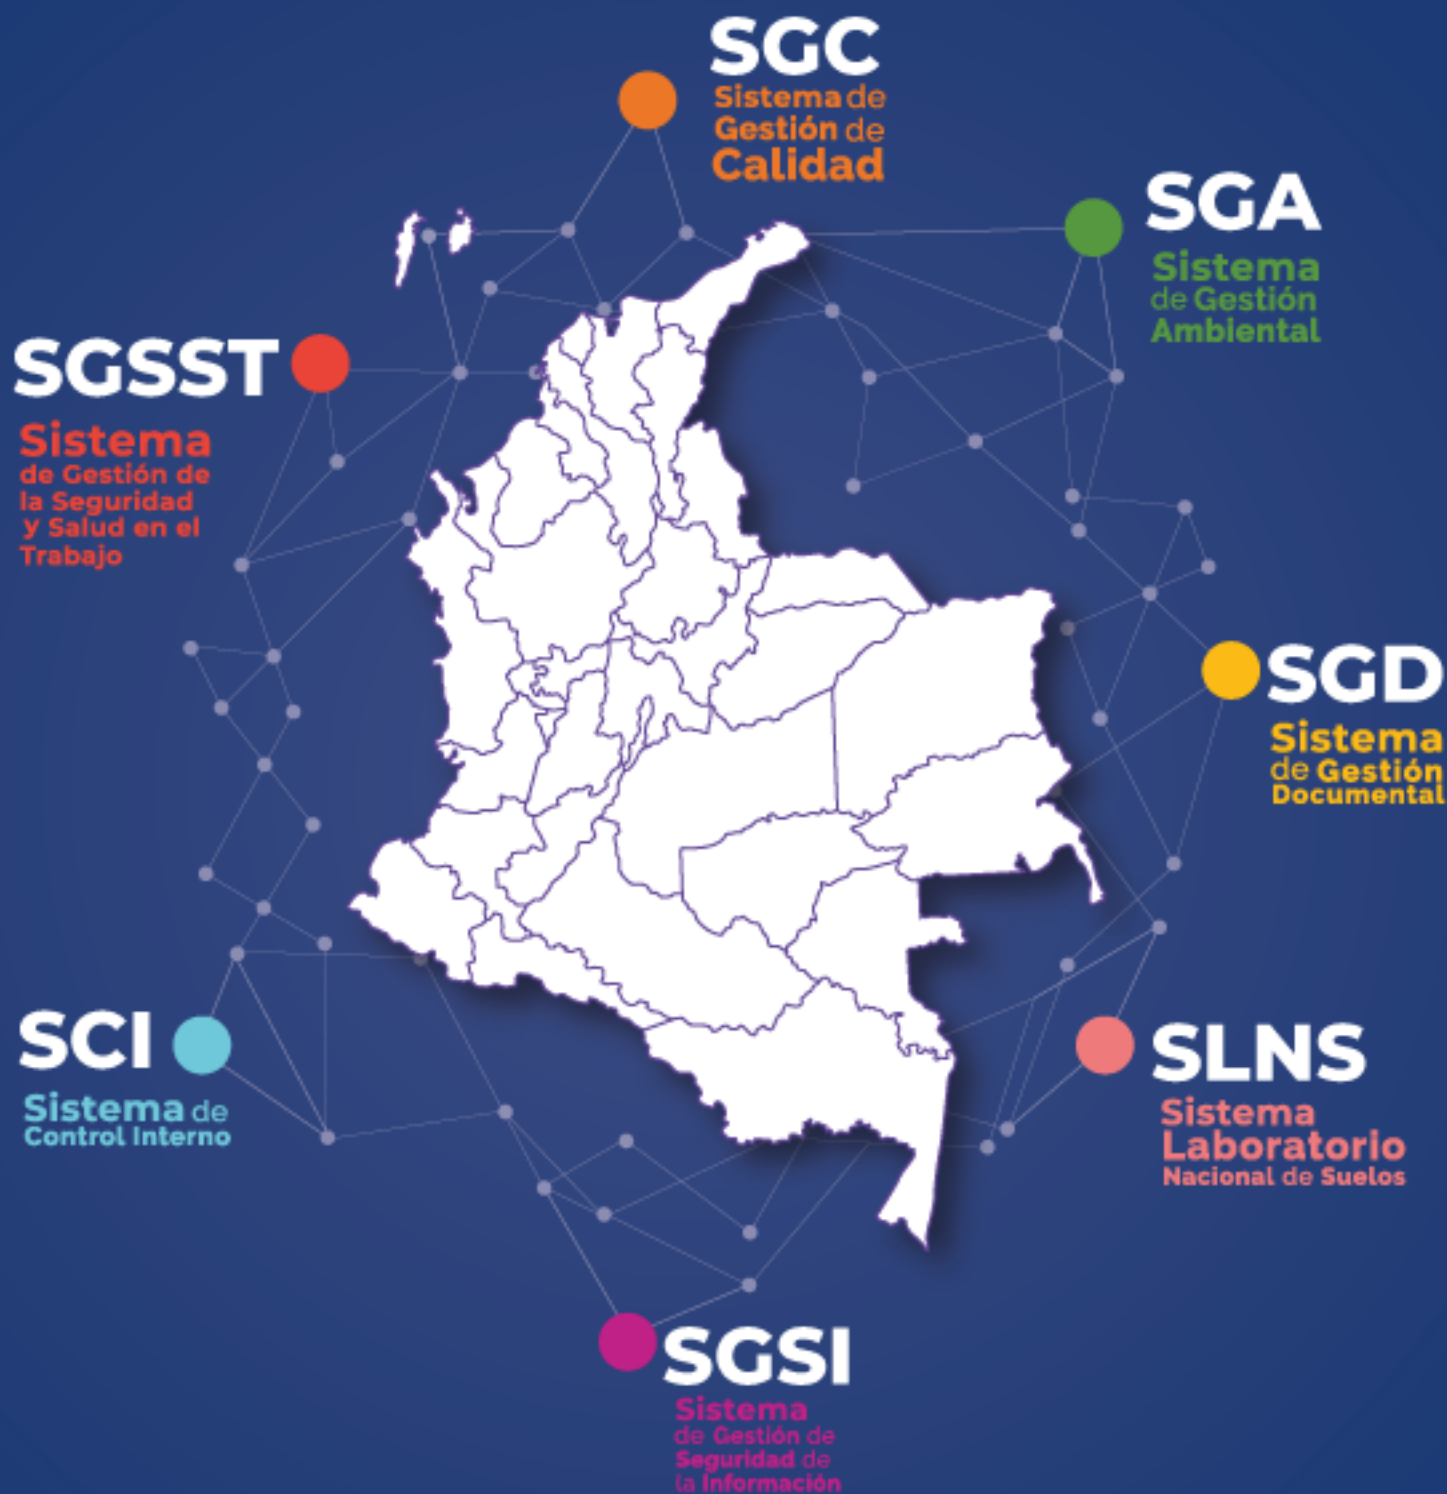 SGC
Sistema de
Gestión de
Calidad
SGA
Sistema
de Gestión
Ambiental
SGSST
Sistema
de Gestión de
la Seguridad
y Salud en el
Trabajo
SGD
Sistema
de Gestión
Documental
SCI
Sistema de
Control Interno
SLNS
Sistema
Laboratorio
Nacional de Suelos
SGSI
Sistema
de Gestión de
Seguridad de
la Información